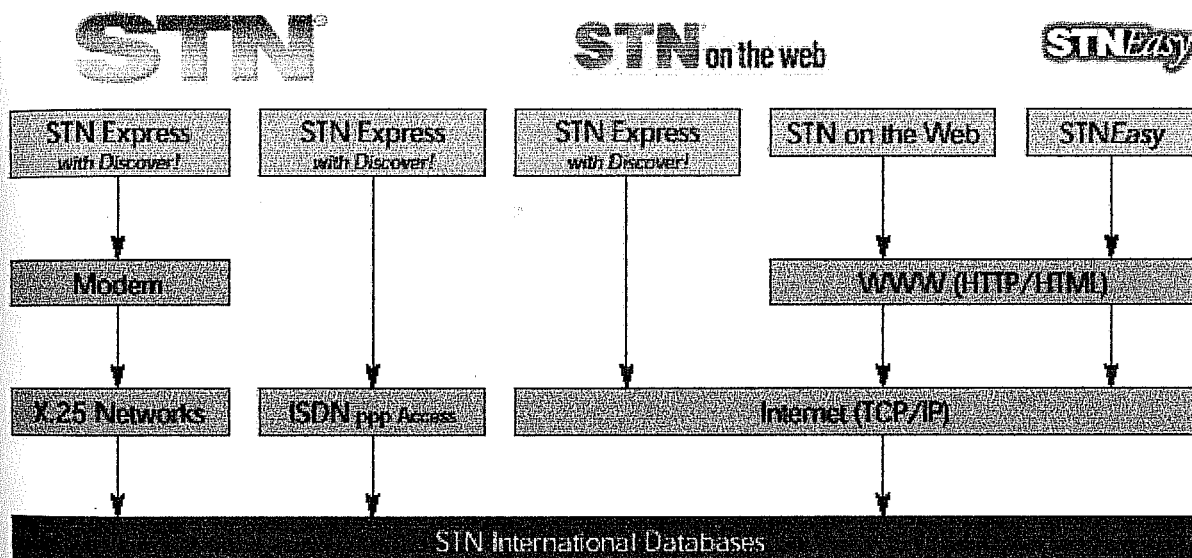 STN®
STN on the web
STNEasy
STN Express
with Discover!
STN Express
with Discover!
STN Express
with Discover!
STN on the Web
STNEasy
Modem
WWW (HTTP/HTML)
X.25 Networks
ISDN ppp Access
Internet (TCP/IP)
STN International Databases